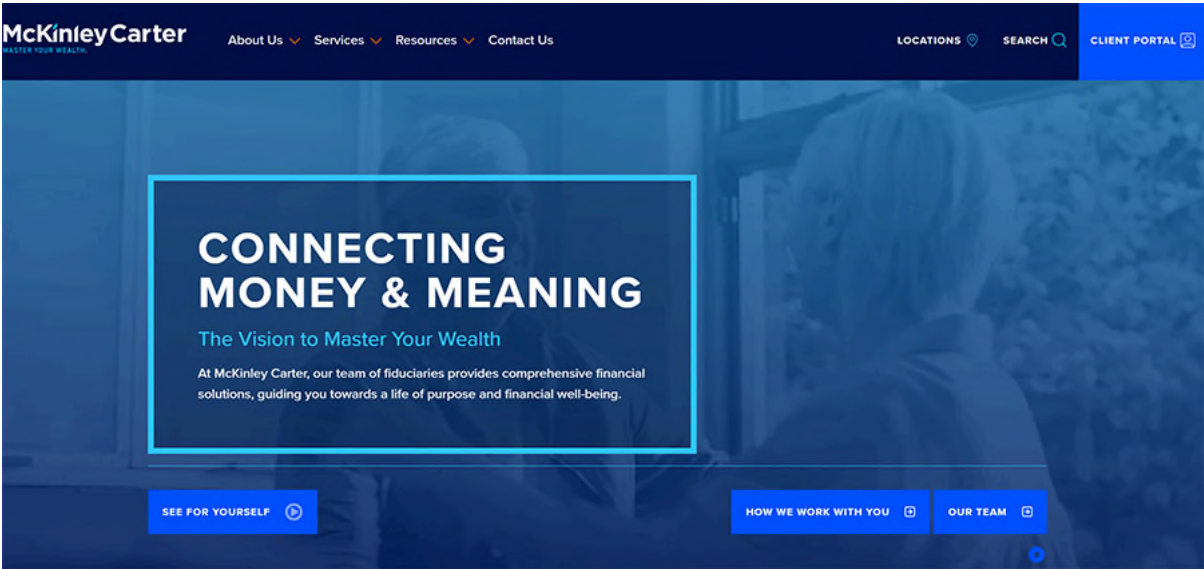 McKinley Carter
MASTER YOUR WEALTH.
About Us Services Resources Contact Us
LOCATIONS SEARCH CLIENT PORTAL
CONNECTING
MONEY & MEANING
The Vision to Master Your Wealth
At McKinley Carter, our team of fiduciaries provides comprehensive financial
solutions, guiding you towards a life of purpose and financial well-being.
SEE FOR YOURSELF
HOW WE WORK WITH YOU
OUR TEAM